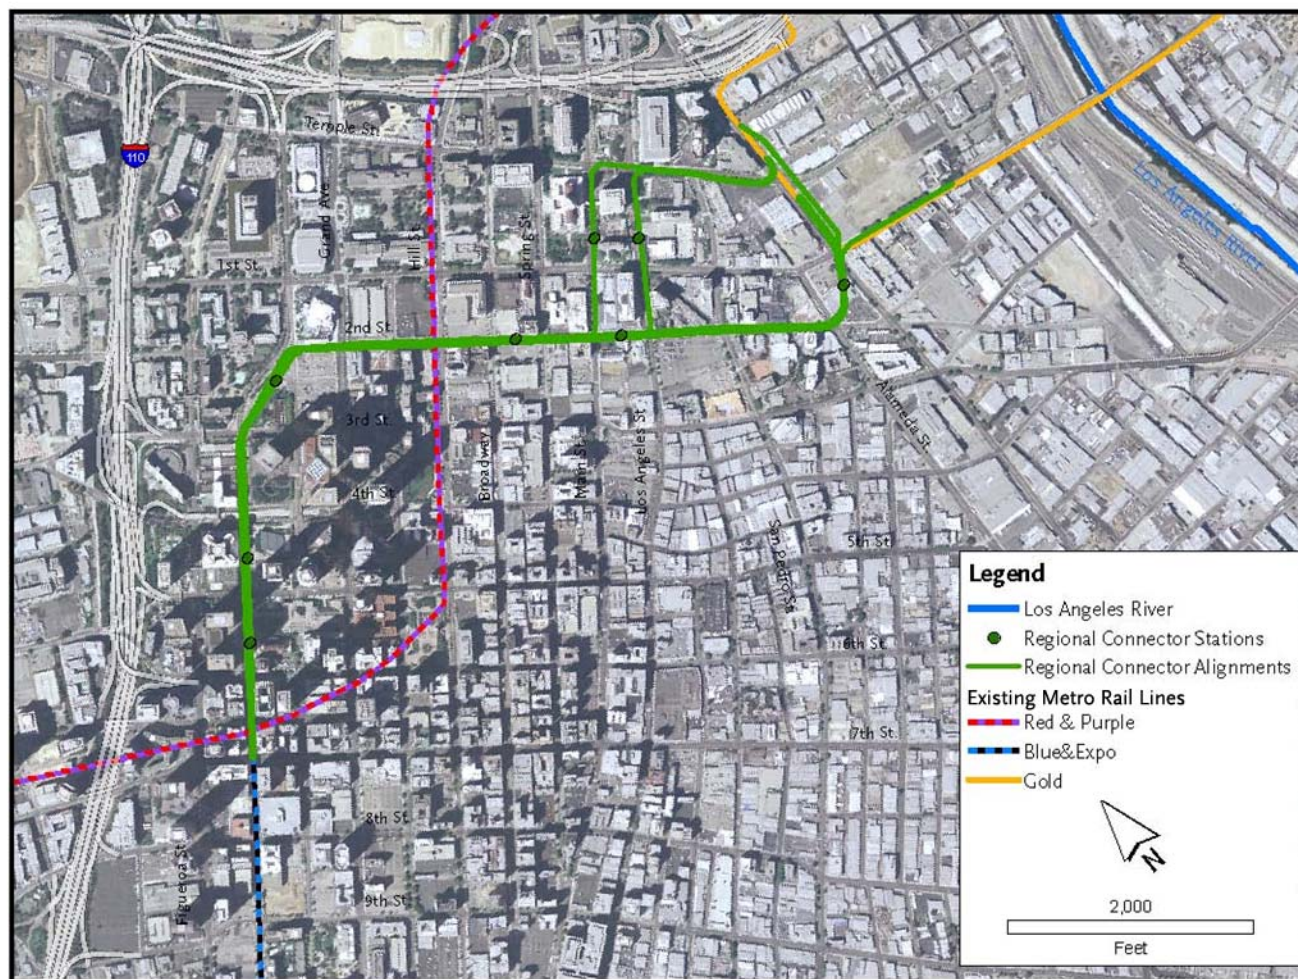 Temple St.
110
Grand Ave
Hill St.
Spring St.
Los Angeles River
1st St.
2nd St.
3rd St.
4th St.
Broadway
Main St.
Los Angeles St.
Alameda St.
San Pedro St.
5th St.
6th St.
7th St.
8th St.
9th St.
Figueroa St.
Legend
Los Angeles River
Regional Connector Stations
Regional Connector Alignments
Existing Metro Rail Lines
Red & Purple
Blue&Expo
Gold
N
2,000
Feet